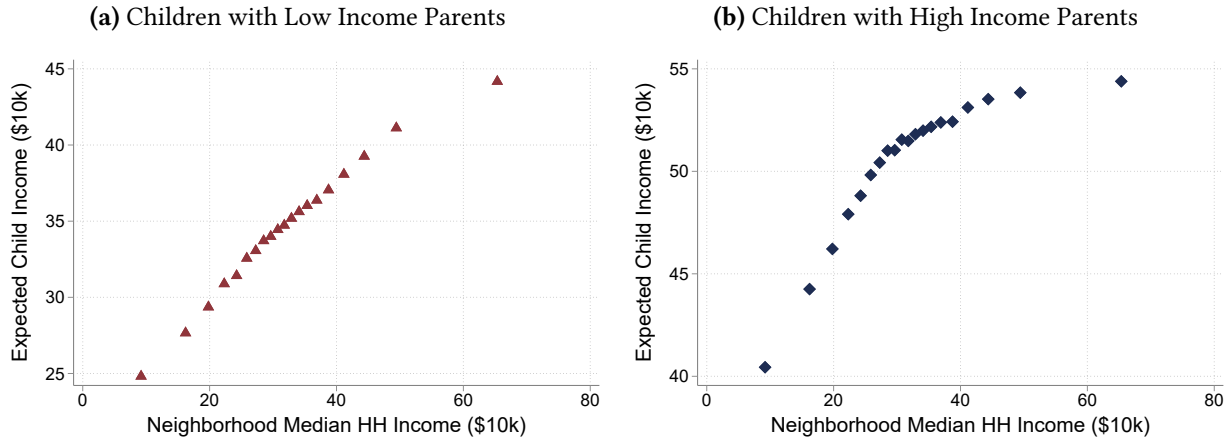 (a) Children with Low Income Parents
45
40
35
30
25
0 20 40 60 80
Expected Child Income ($10k)
Neighborhood Median HH Income ($10k)
(b) Children with High Income Parents
55
50
45
40
0 20 40 60 80
Expected Child Income ($10k)
Neighborhood Median HH Income ($10k)